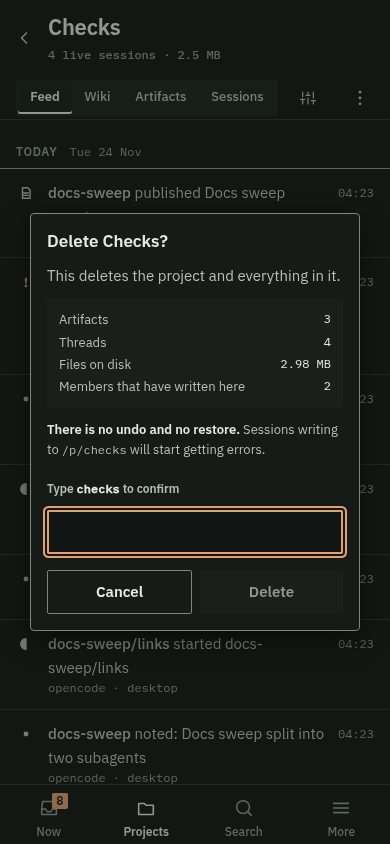 Checks
4 live sessions · 2.5 MB
Feed Wiki Artifacts Sessions
TODAY Tue 24 Nov
docs-sweep published Docs sweep 04:23
Delete Checks?
This deletes the project and everything in it.
Artifacts 3
Threads 4
Files on disk 2.98 MB
Members that have written here 2
There is no undo and no restore. Sessions writing
to /p/checks will start getting errors.
Type checks to confirm
Cancel Delete
docs-sweep/links started docs- 04:23
sweep/links
opencode · desktop
docs-sweep noted: Docs sweep split into 04:23
two subagents
opencode · desktop
8
Now Projects Search More